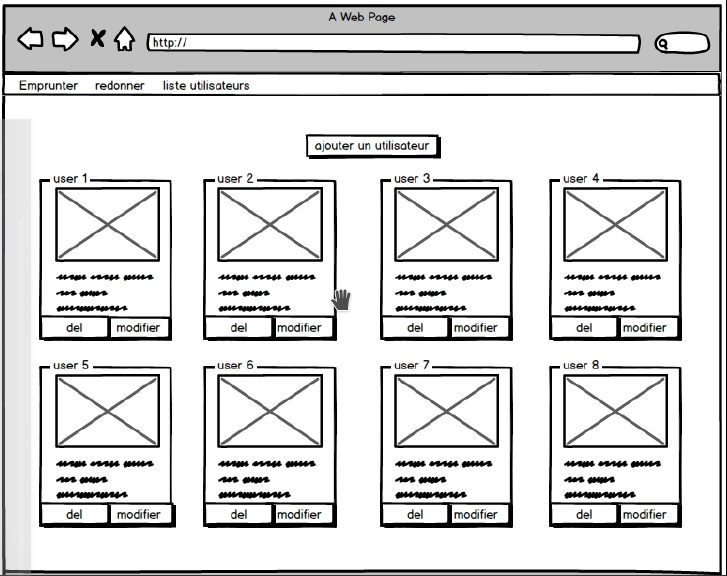 A Web Page
http://
Emprunter redonner liste utilisateurs
ajouter un utilisateur
user 1 user 2 user 3 user 4
del modifier del modifier del modifier del modifier
user 5 user 6 user 7 user 8
del modifier del modifier del modifier del modifier